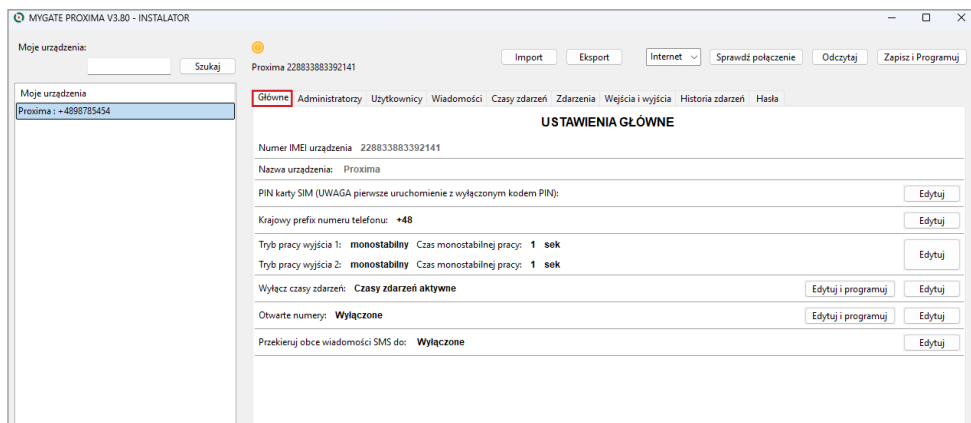 MYGATE PROXIMA V3.80 - INSTALATOR
Moje urządzenia:
Szukaj
Moje urządzenia
Proxima : +4898785454
Proxima 228833883392141
Import Eksport Internet Sprawdź połączenie Odczytaj Zapisz i Programuj
Główne Administratorzy Użytkownicy Wiadomości Czasy zdarzeń Zdarzenia Wejścia i wyjścia Historia zdarzeń Hasła
USTAWIENIA GŁÓWNE
Numer IMEI urządzenia 228833883392141
Nazwa urządzenia: Proxima
PIN karty SIM (UWAGA pierwsze uruchomienie z wyłączonym kodem PIN): Edytuj
Krajowy prefix numeru telefonu: +48 Edytuj
Tryb pracy wyjścia 1: monostabilny Czas monostabilnej pracy: 1 sek
Edytuj
Tryb pracy wyjścia 2: monostabilny Czas monostabilnej pracy: 1 sek
Wyłącz czasy zdarzeń: Czasy zdarzeń aktywne Edytuj i programuj Edytuj
Otwarte numery: Wyłączone Edytuj i programuj Edytuj
Przekieruj obce wiadomości SMS do: Wyłączone Edytuj